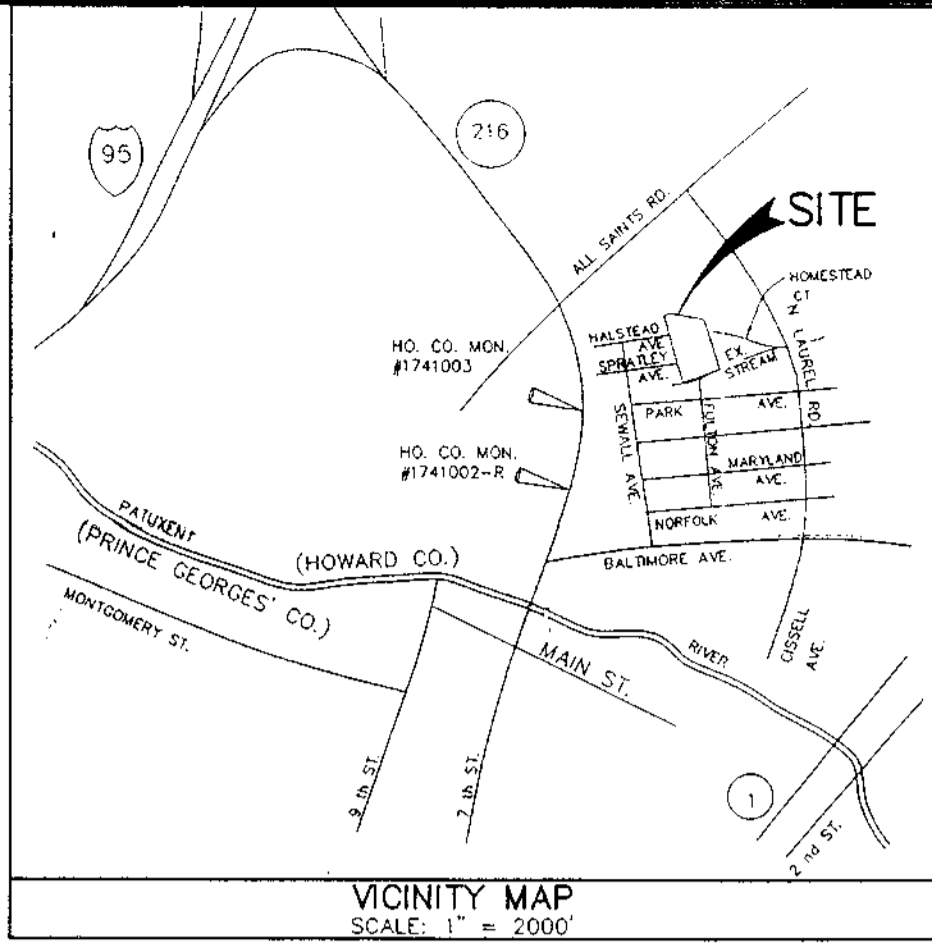 95
216
ALL SAINTS RD.
SITE
HOMESTEAD
CT
N LAUREL RD.
HO. CO. MON.
#1741003
HALSTEAD
AVE
SPRATLEY
AVE.
EX.
STREAM
SEWALL AVE.
PARK AVE.
FULTON AVE.
HO. CO. MON.
#1741002-R
MARYLAND
AVE.
NORFOLK AVE.
BALTIMORE AVE.
PATUXENT
(PRINCE GEORGES' CO.)
(HOWARD CO.)
MONTGOMERY ST.
MAIN ST.
RIVER
CISSELL
AVE.
9 th ST.
7 th ST.
1
2 nd ST.
VICINITY MAP
SCALE: 1" = 2000'